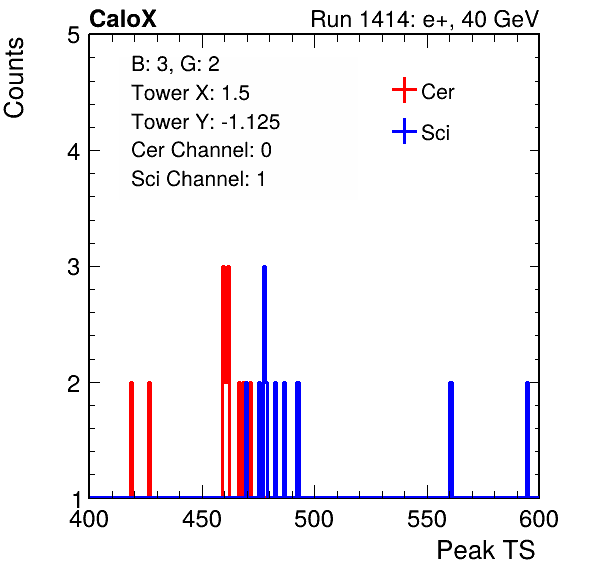 CaloX
Run 1414: e+, 40 GeV
Counts
5
4
3
2
1
B: 3, G: 2
Tower X: 1.5
Tower Y: -1.125
Cer Channel: 0
Sci Channel: 1
Cer
Sci
400 450 500 550 600
Peak TS